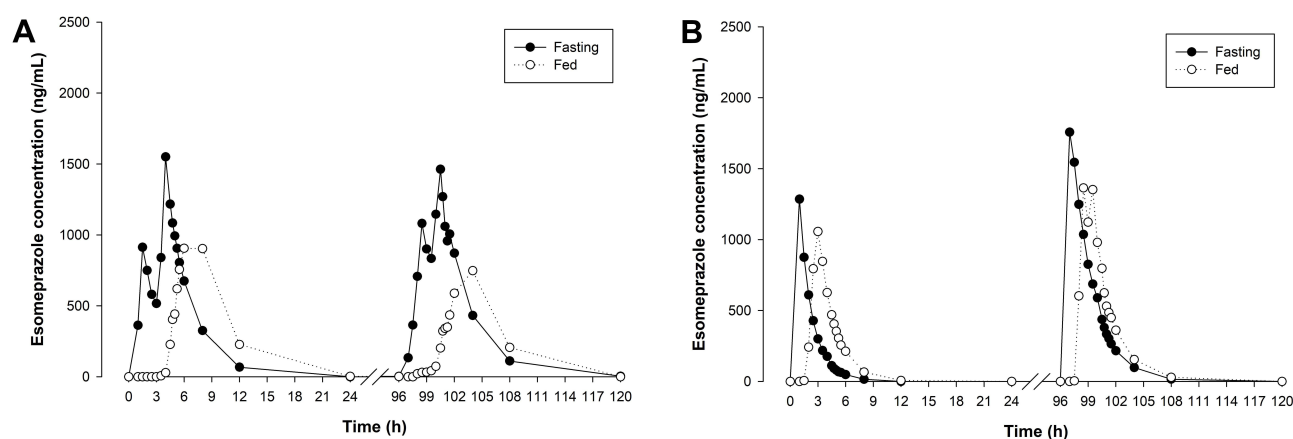 A
Esomeprazole concentration (ng/mL)
2500
2000
1500
1000
500
0
Fasting
Fed
0 3 6 9 12 15 18 21 24 96 99 102 105 108 111 114 117 120
Time (h)
B
Esomeprazole concentration (ng/mL)
2500
2000
1500
1000
500
0
Fasting
Fed
0 3 6 9 12 15 18 21 24 96 99 102 105 108 111 114 117 120
Time (h)